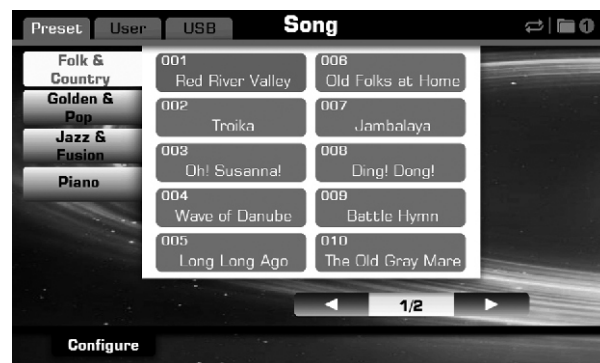 Preset User USB Song
Folk &
Country
Golden &
Pop
Jazz &
Fusion
Piano
001
Red River Valley
006
Old Folks at Home
002
Troika
007
Jambalaya
003
Oh! Susanna!
008
Ding! Dong!
004
Wave of Danube
009
Battle Hymn
005
Long Long Ago
010
The Old Gray Mare
1/2
Configure